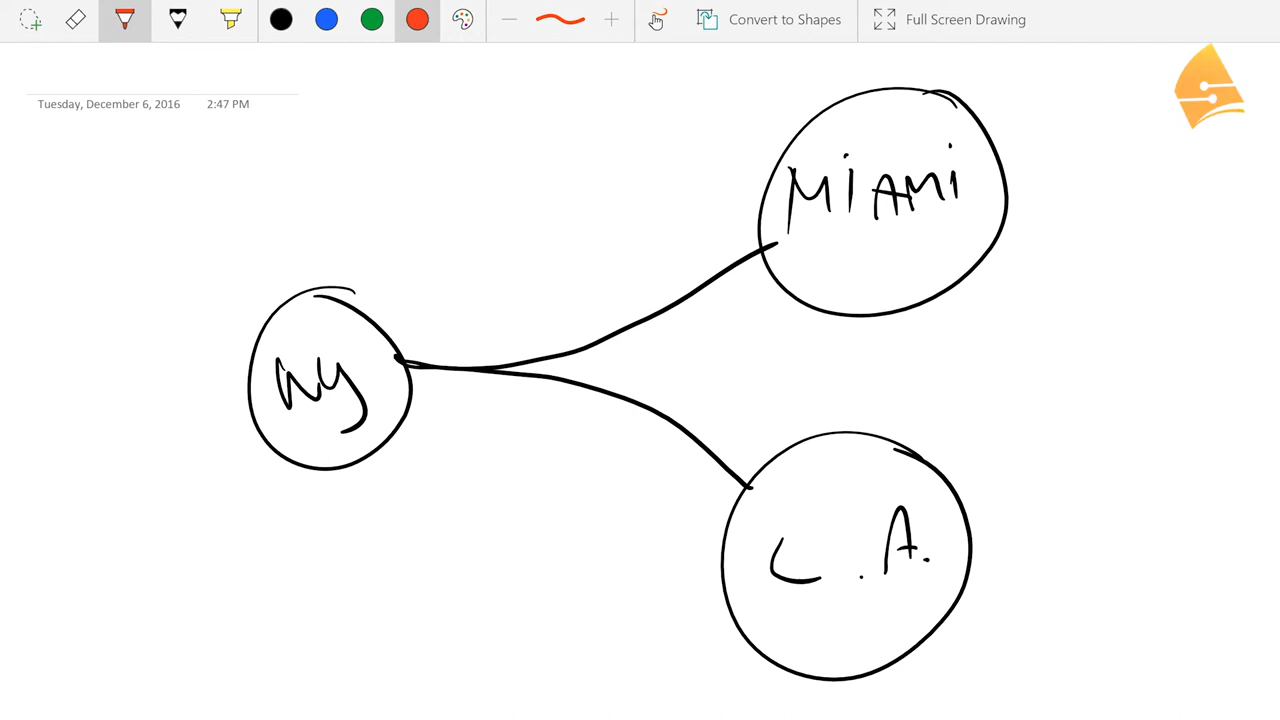 Convert to Shapes
Full Screen Drawing
Tuesday, December 6, 2016 2:47 PM
MiAMi
NY
L.A.